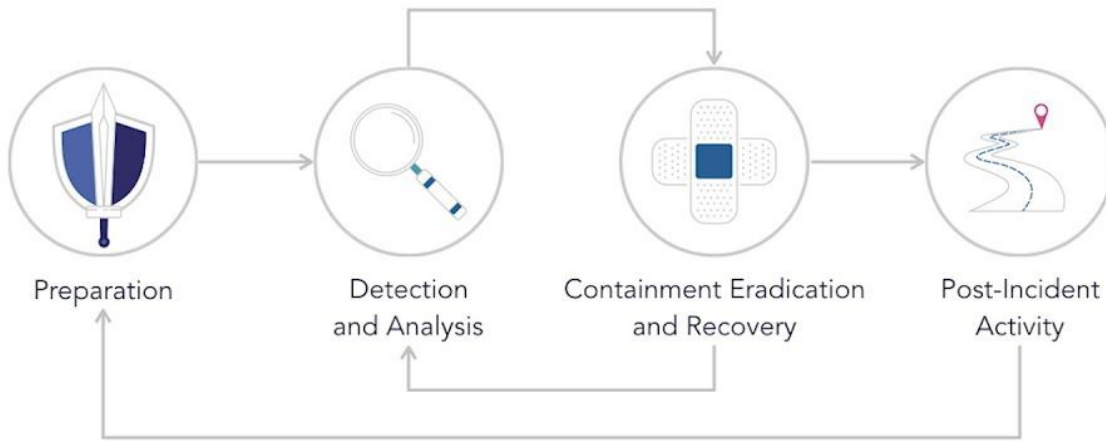 Preparation
Detection
and Analysis
Containment Eradication
and Recovery
Post-Incident
Activity